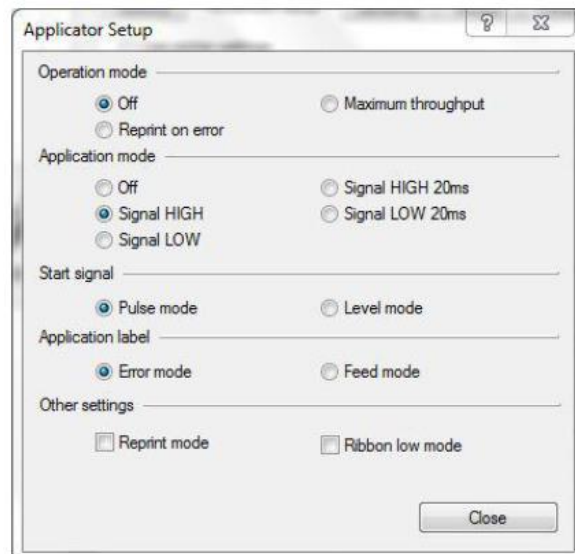 Applicator Setup
Operation mode
Off Maximum throughput
Reprint on error
Application mode
Off Signal HIGH 20ms
Signal HIGH Signal LOW 20ms
Signal LOW
Start signal
Pulse mode Level mode
Application label
Error mode Feed mode
Other settings
Reprint mode Ribbon low mode
Close